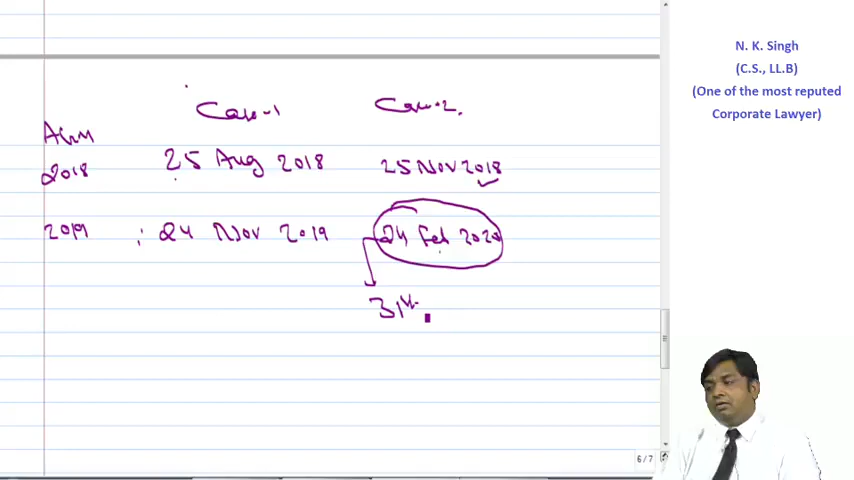 N. K. Singh
(C.S., LL.B)
(One of the most reputed
Corporate Lawyer)
Case-1 Case-2.
AGM
2018 25 Aug 2018 25 Nov 2018
2019 : 24 Nov 2019 24 Feb 2020
31st
6 / 7